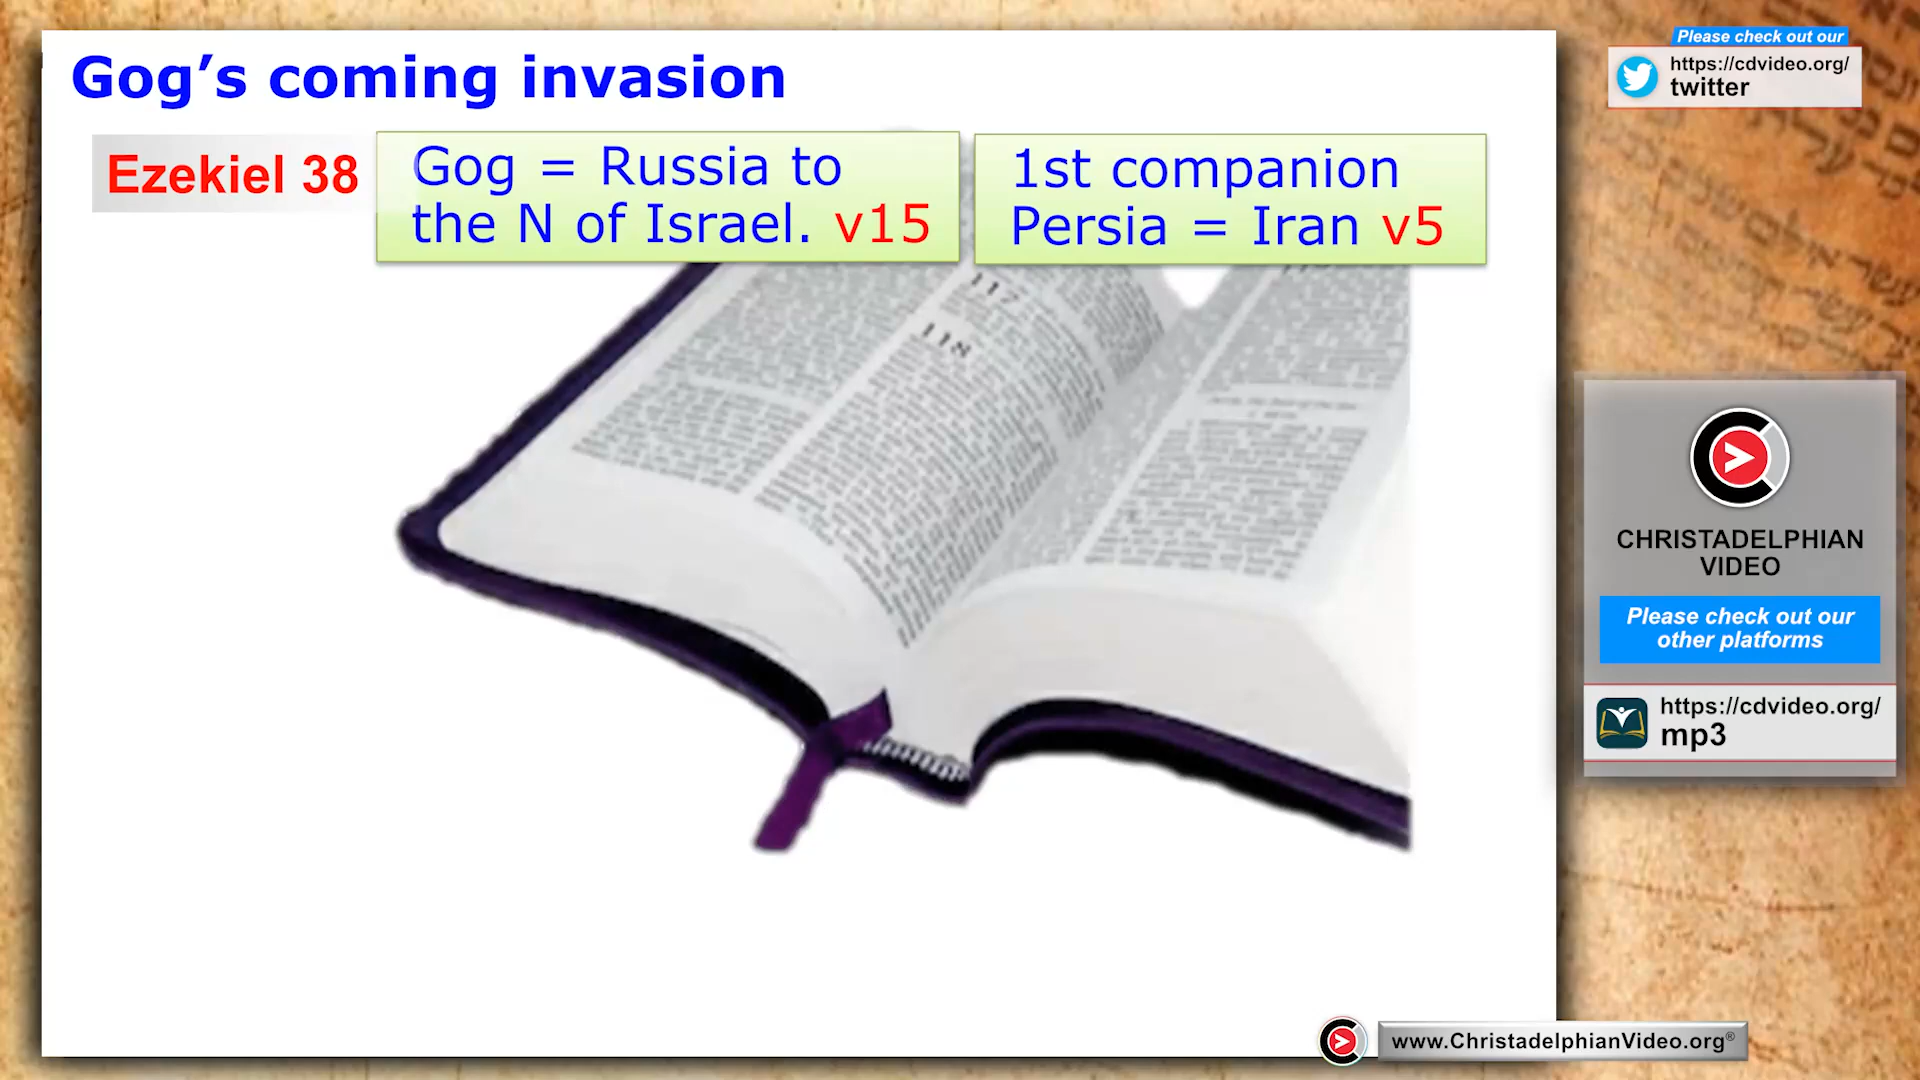 Gog’s coming invasion
Ezekiel 38
Gog = Russia to
the N of Israel. v15
1st companion
Persia = Iran v5
117
118
Please check out our
https://cdvideo.org/
twitter
CHRISTADELPHIAN
VIDEO
Please check out our
other platforms
https://cdvideo.org/
mp3
www.ChristadelphianVideo.org®